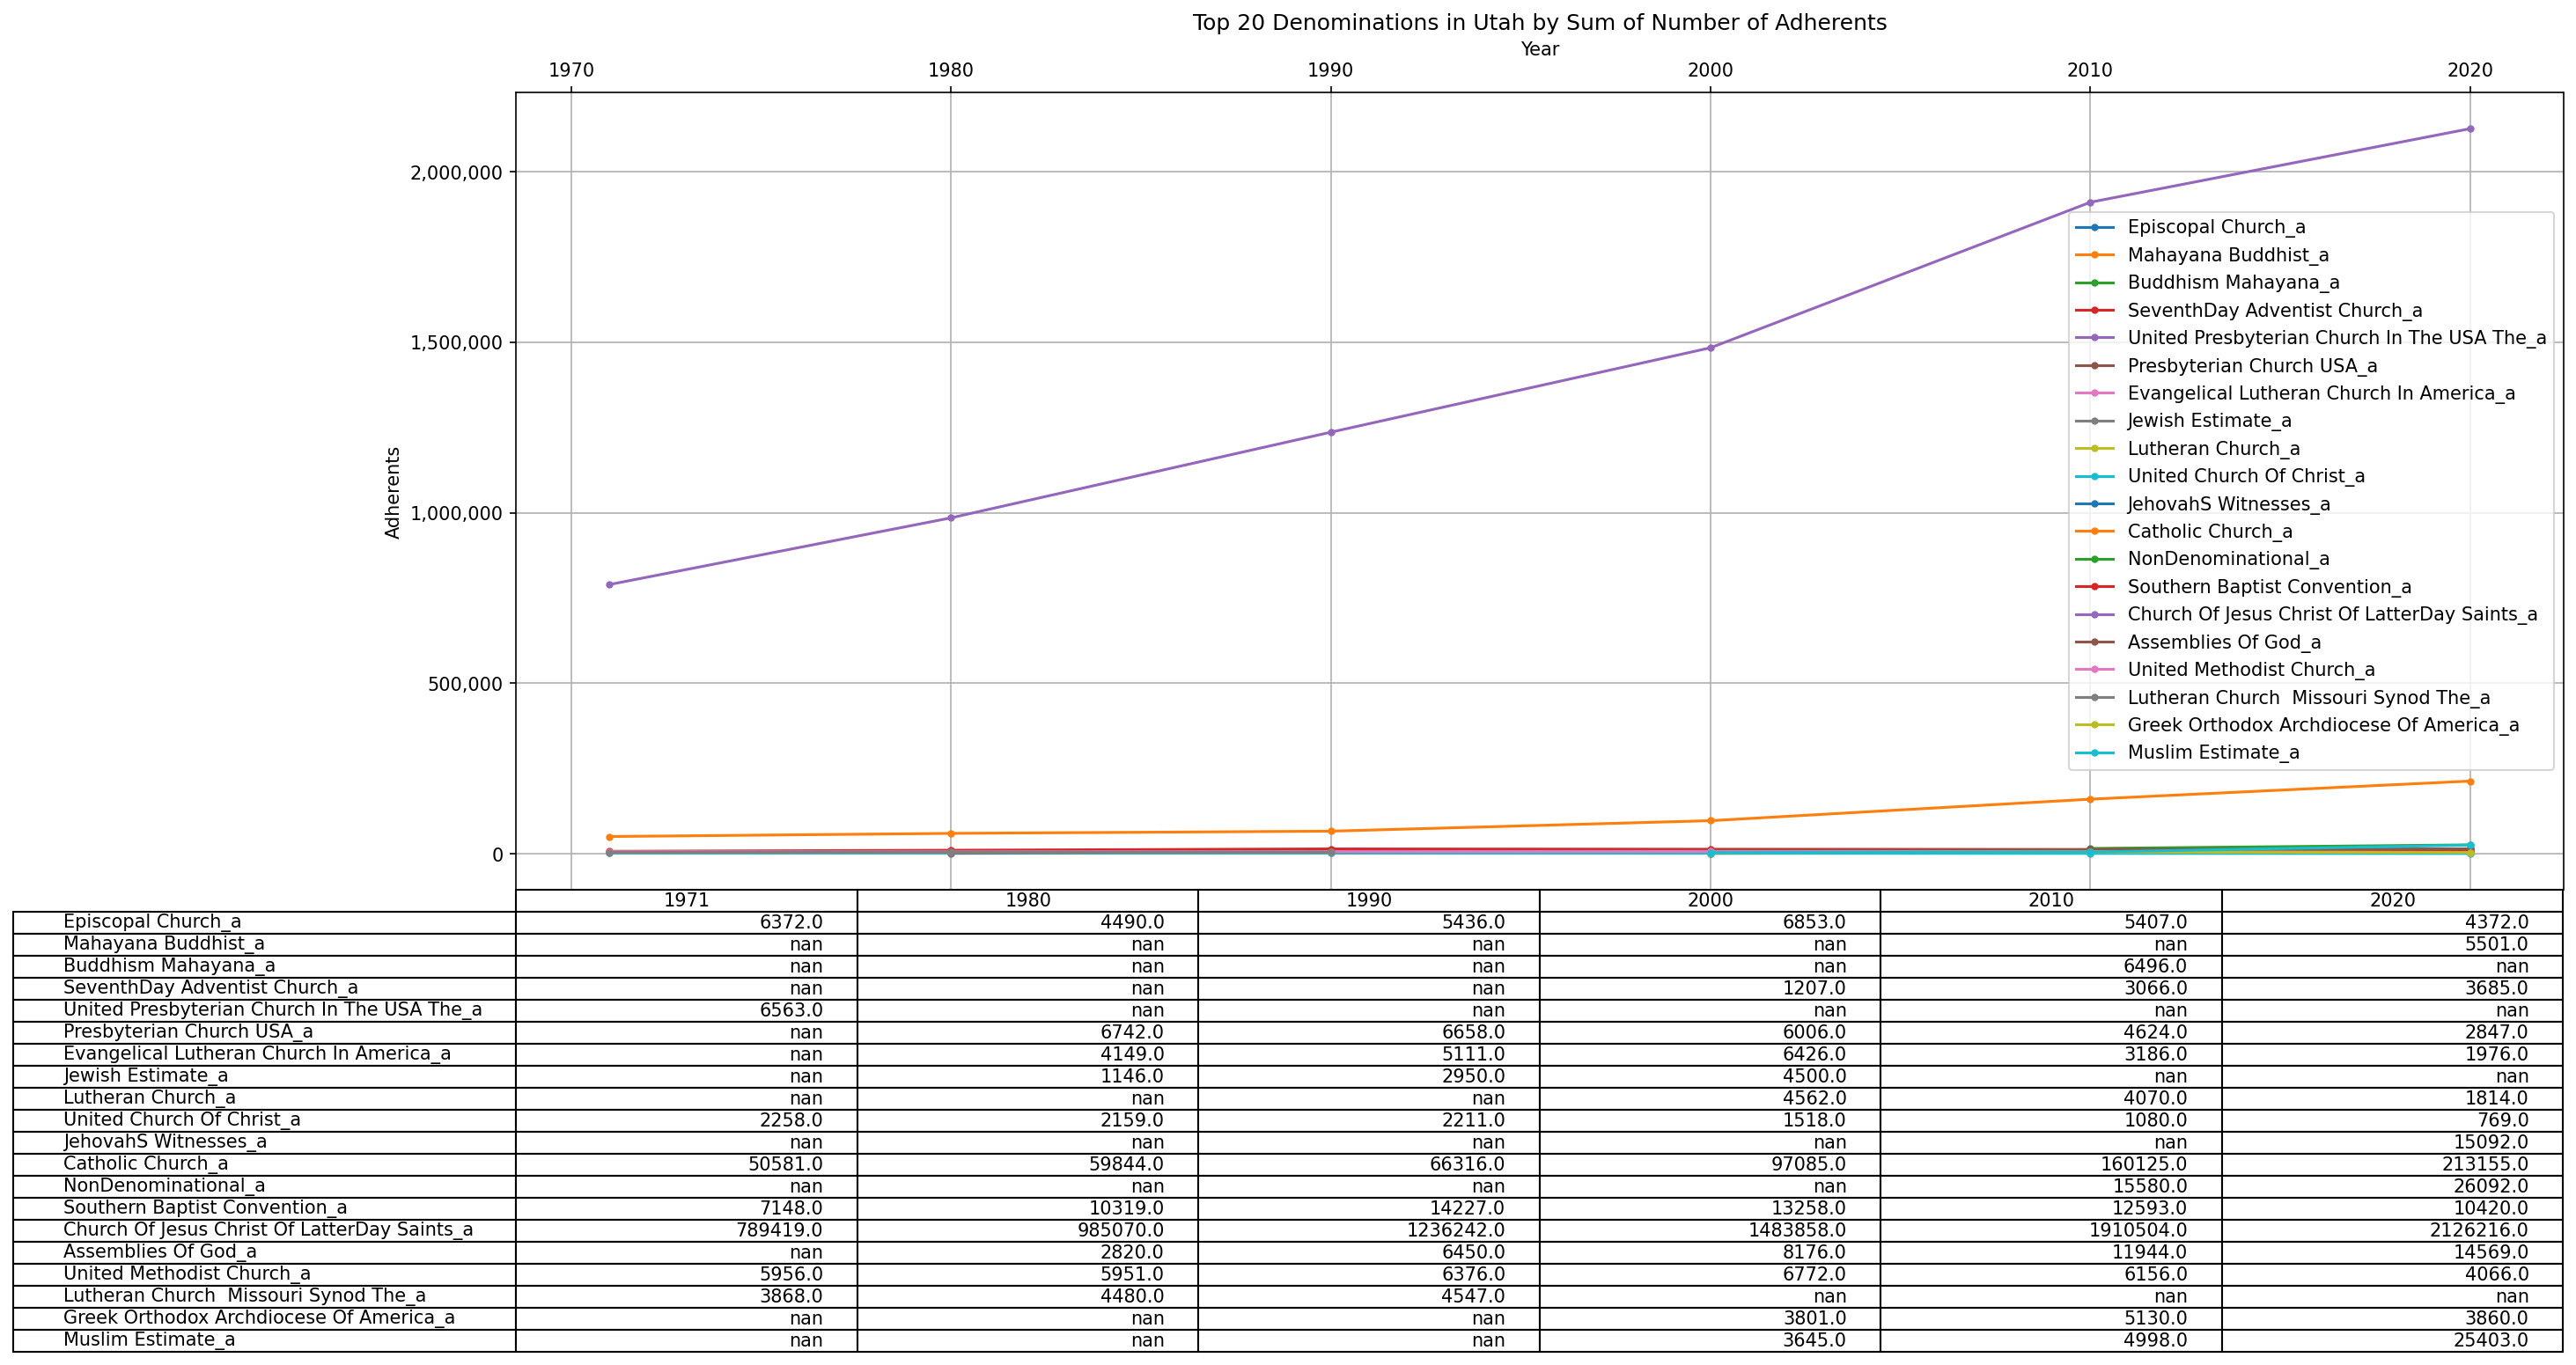 Top 20 Denominations in Utah by Sum of Number of Adherents
Year
1970 1980 1990 2000 2010 2020
Adherents
2,000,000
1,500,000
1,000,000
500,000
0
Episcopal Church_a
Mahayana Buddhist_a
Buddhism Mahayana_a
SeventhDay Adventist Church_a
United Presbyterian Church In The USA The_a
Presbyterian Church USA_a
Evangelical Lutheran Church In America_a
Jewish Estimate_a
Lutheran Church_a
United Church Of Christ_a
JehovahS Witnesses_a
Catholic Church_a
NonDenominational_a
Southern Baptist Convention_a
Church Of Jesus Christ Of LatterDay Saints_a
Assemblies Of God_a
United Methodist Church_a
Lutheran Church  Missouri Synod The_a
Greek Orthodox Archdiocese Of America_a
Muslim Estimate_a
1971 1980 1990 2000 2010 2020
Episcopal Church_a 6372.0 4490.0 5436.0 6853.0 5407.0 4372.0
Mahayana Buddhist_a nan nan nan nan nan 5501.0
Buddhism Mahayana_a nan nan nan nan 6496.0 nan
SeventhDay Adventist Church_a nan nan nan 1207.0 3066.0 3685.0
United Presbyterian Church In The USA The_a 6563.0 nan nan nan nan nan
Presbyterian Church USA_a nan 6742.0 6658.0 6006.0 4624.0 2847.0
Evangelical Lutheran Church In America_a nan 4149.0 5111.0 6426.0 3186.0 1976.0
Jewish Estimate_a nan 1146.0 2950.0 4500.0 nan nan
Lutheran Church_a nan nan nan 4562.0 4070.0 1814.0
United Church Of Christ_a 2258.0 2159.0 2211.0 1518.0 1080.0 769.0
JehovahS Witnesses_a nan nan nan nan nan 15092.0
Catholic Church_a 50581.0 59844.0 66316.0 97085.0 160125.0 213155.0
NonDenominational_a nan nan nan nan 15580.0 26092.0
Southern Baptist Convention_a 7148.0 10319.0 14227.0 13258.0 12593.0 10420.0
Church Of Jesus Christ Of LatterDay Saints_a 789419.0 985070.0 1236242.0 1483858.0 1910504.0 2126216.0
Assemblies Of God_a nan 2820.0 6450.0 8176.0 11944.0 14569.0
United Methodist Church_a 5956.0 5951.0 6376.0 6772.0 6156.0 4066.0
Lutheran Church  Missouri Synod The_a 3868.0 4480.0 4547.0 nan nan nan
Greek Orthodox Archdiocese Of America_a nan nan nan 3801.0 5130.0 3860.0
Muslim Estimate_a nan nan nan 3645.0 4998.0 25403.0